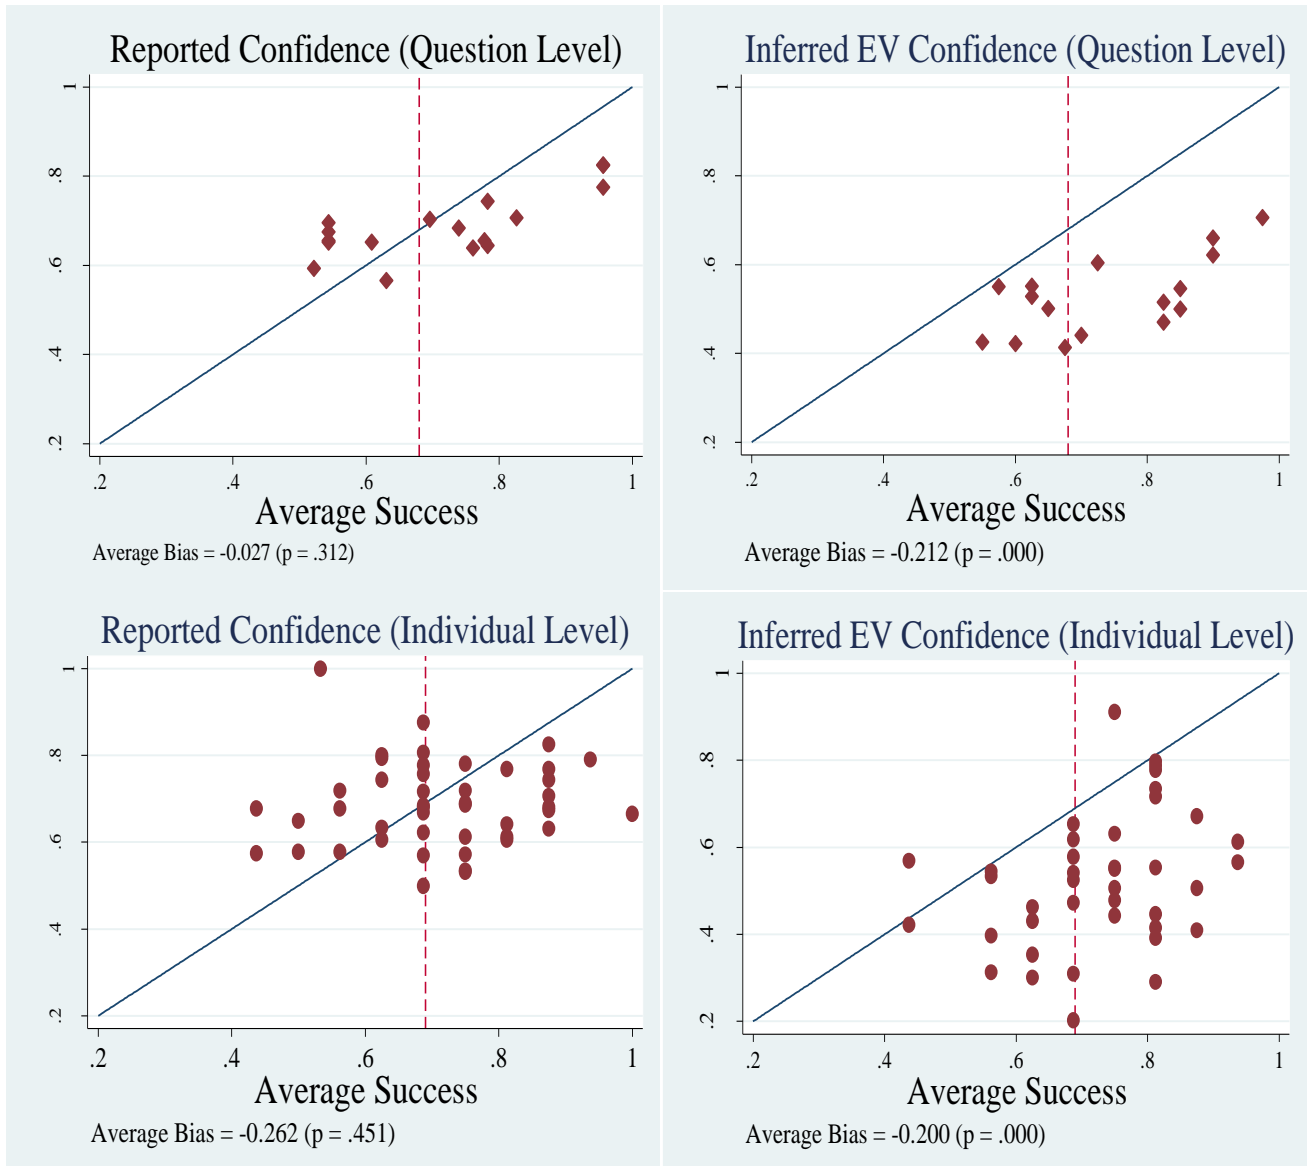 Reported Confidence (Question Level)
1
.8
.6
.4
.2
.2 .4 .6 .8 1
Average Success
Average Bias = -0.027 (p = .312)
Inferred EV Confidence (Question Level)
1
.8
.6
.4
.2
.2 .4 .6 .8 1
Average Success
Average Bias = -0.212 (p = .000)
Reported Confidence (Individual Level)
1
.8
.6
.4
.2
.2 .4 .6 .8 1
Average Success
Average Bias = -0.262 (p = .451)
Inferred EV Confidence (Individual Level)
1
.8
.6
.4
.2
.2 .4 .6 .8 1
Average Success
Average Bias = -0.200 (p = .000)